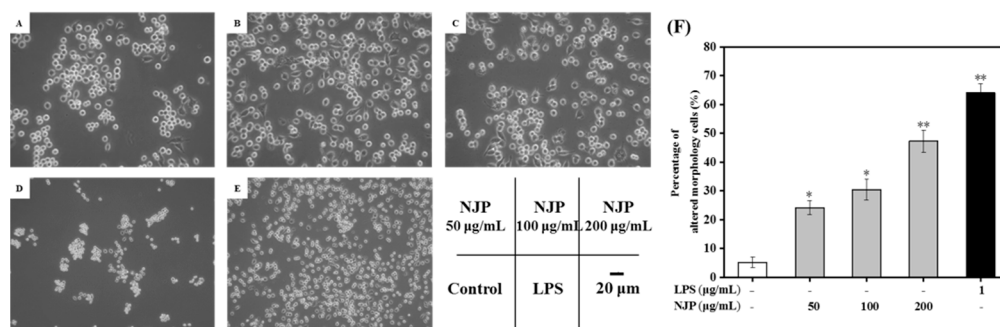 A
B
C
D
E
NJP
50 µg/mL
NJP
100 µg/mL
NJP
200 µg/mL
Control
LPS
20 µm
(F)
Percentage of
altered morphology cells (%)
80
70
60
50
40
30
20
10
0
*
*
**
**
LPS (µg/mL) - - - - 1
NJP (µg/mL) - 50 100 200 -